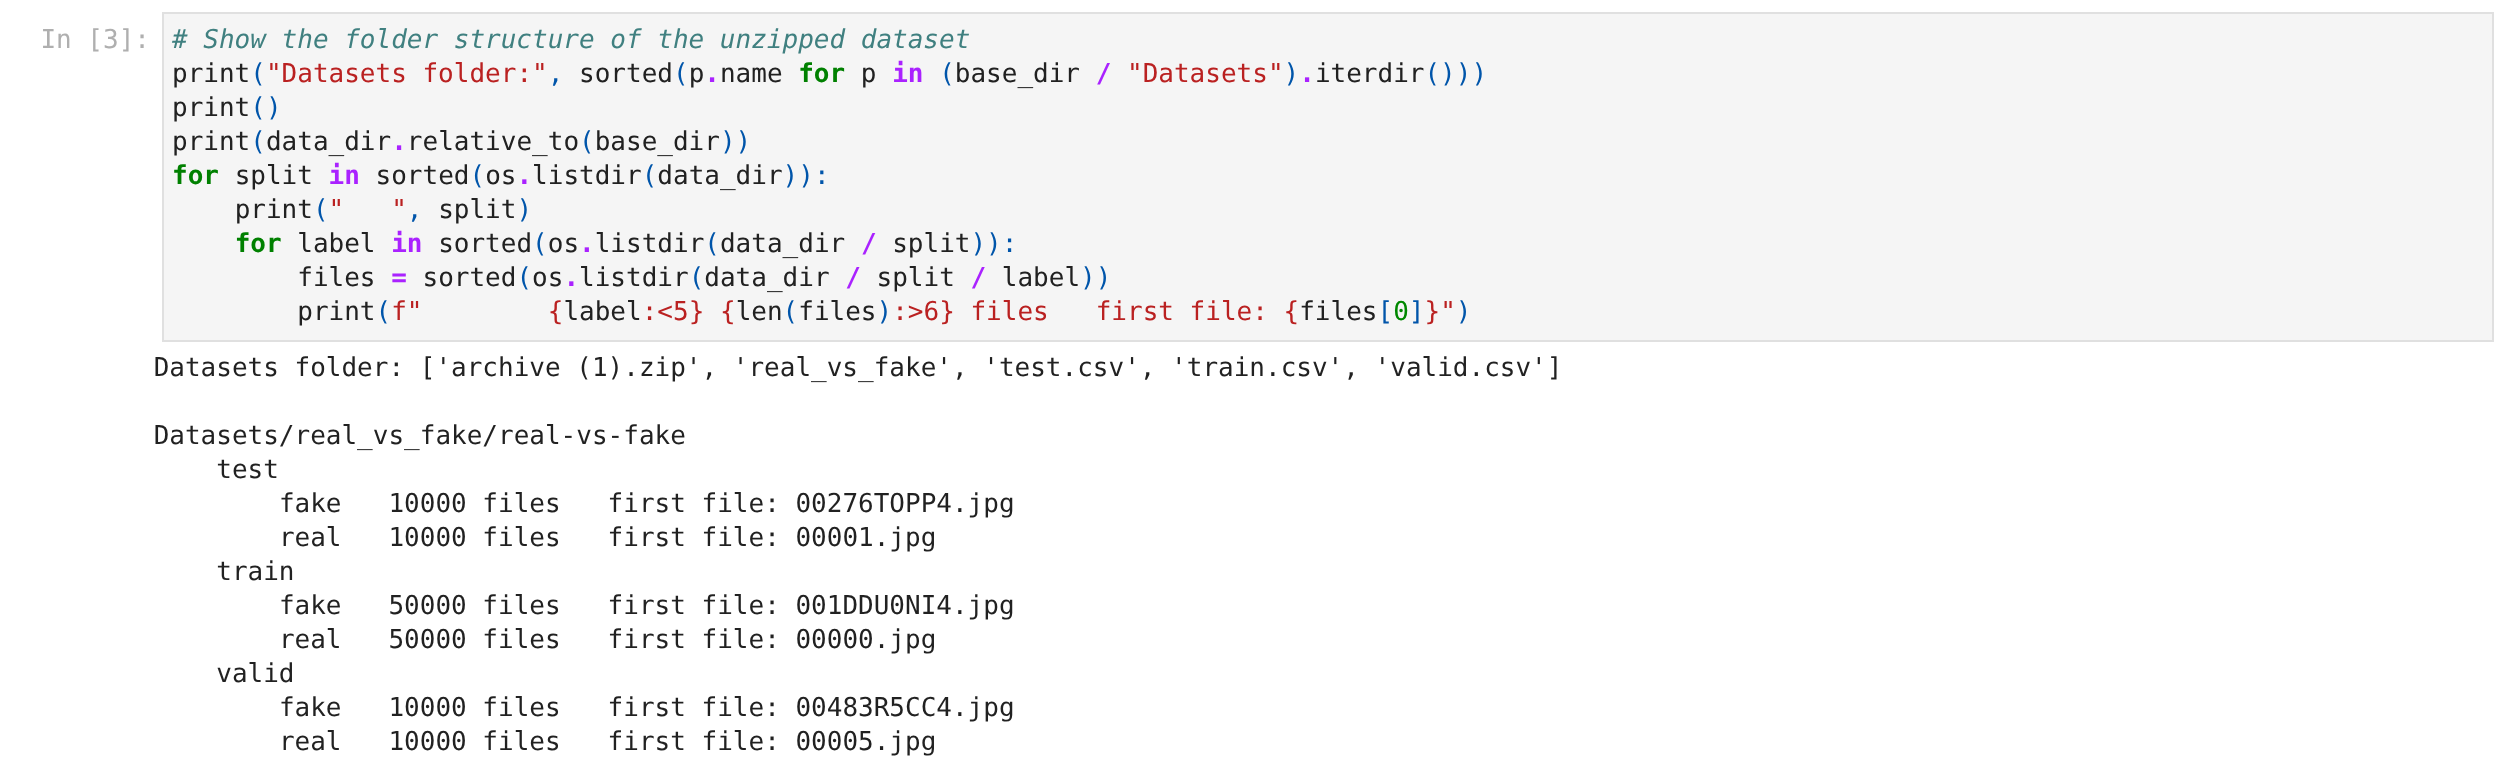 In [3]:
# Show the folder structure of the unzipped dataset
print("Datasets folder:", sorted(p.name for p in (base_dir / "Datasets").iterdir()))
print()
print(data_dir.relative_to(base_dir))
for split in sorted(os.listdir(data_dir)):
    print("   ", split)
    for label in sorted(os.listdir(data_dir / split)):
        files = sorted(os.listdir(data_dir / split / label))
        print(f"        {label:<5} {len(files):>6} files   first file: {files[0]}")
Datasets folder: ['archive (1).zip', 'real_vs_fake', 'test.csv', 'train.csv', 'valid.csv']

Datasets/real_vs_fake/real-vs-fake
    test
        fake   10000 files   first file: 00276TOPP4.jpg
        real   10000 files   first file: 00001.jpg
    train
        fake   50000 files   first file: 001DDU0NI4.jpg
        real   50000 files   first file: 00000.jpg
    valid
        fake   10000 files   first file: 00483R5CC4.jpg
        real   10000 files   first file: 00005.jpg